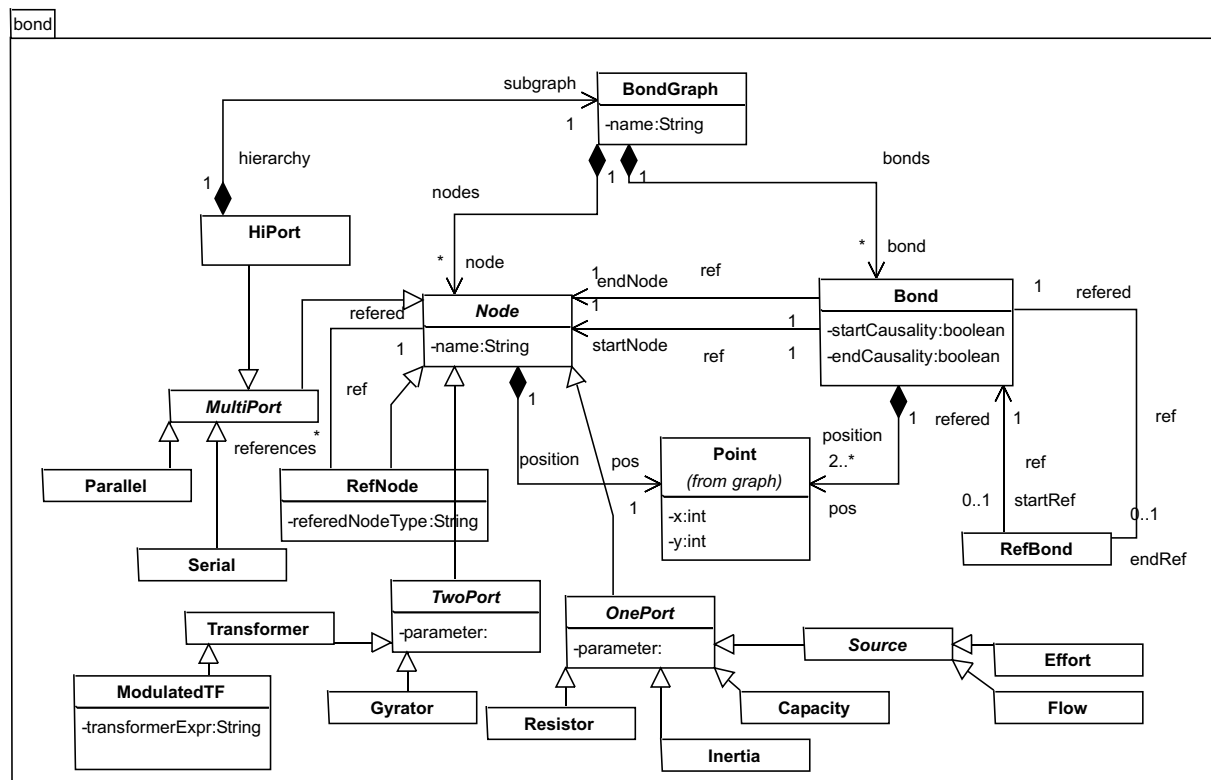 bond
subgraph
BondGraph
1
-name:String
hierarchy
1
1
1
bonds
nodes
HiPort
*
node
*
bond
1
endNode
ref
Bond
1
refered
refered
Node
1
1
-startCausality:boolean
1
-name:String
startNode
ref
1
-endCausality:boolean
ref
MultiPort
1
1
refered
1
ref
references
*
position
pos
Point
position
2..*
(from graph)
ref
Parallel
RefNode
-referedNodeType:String
1
-x:int
pos
0..1
startRef
0..1
-y:int
RefBond
endRef
Serial
TwoPort
OnePort
Transformer
-parameter:
-parameter:
Source
Effort
ModulatedTF
Gyrator
Capacity
Flow
-transformerExpr:String
Resistor
Inertia